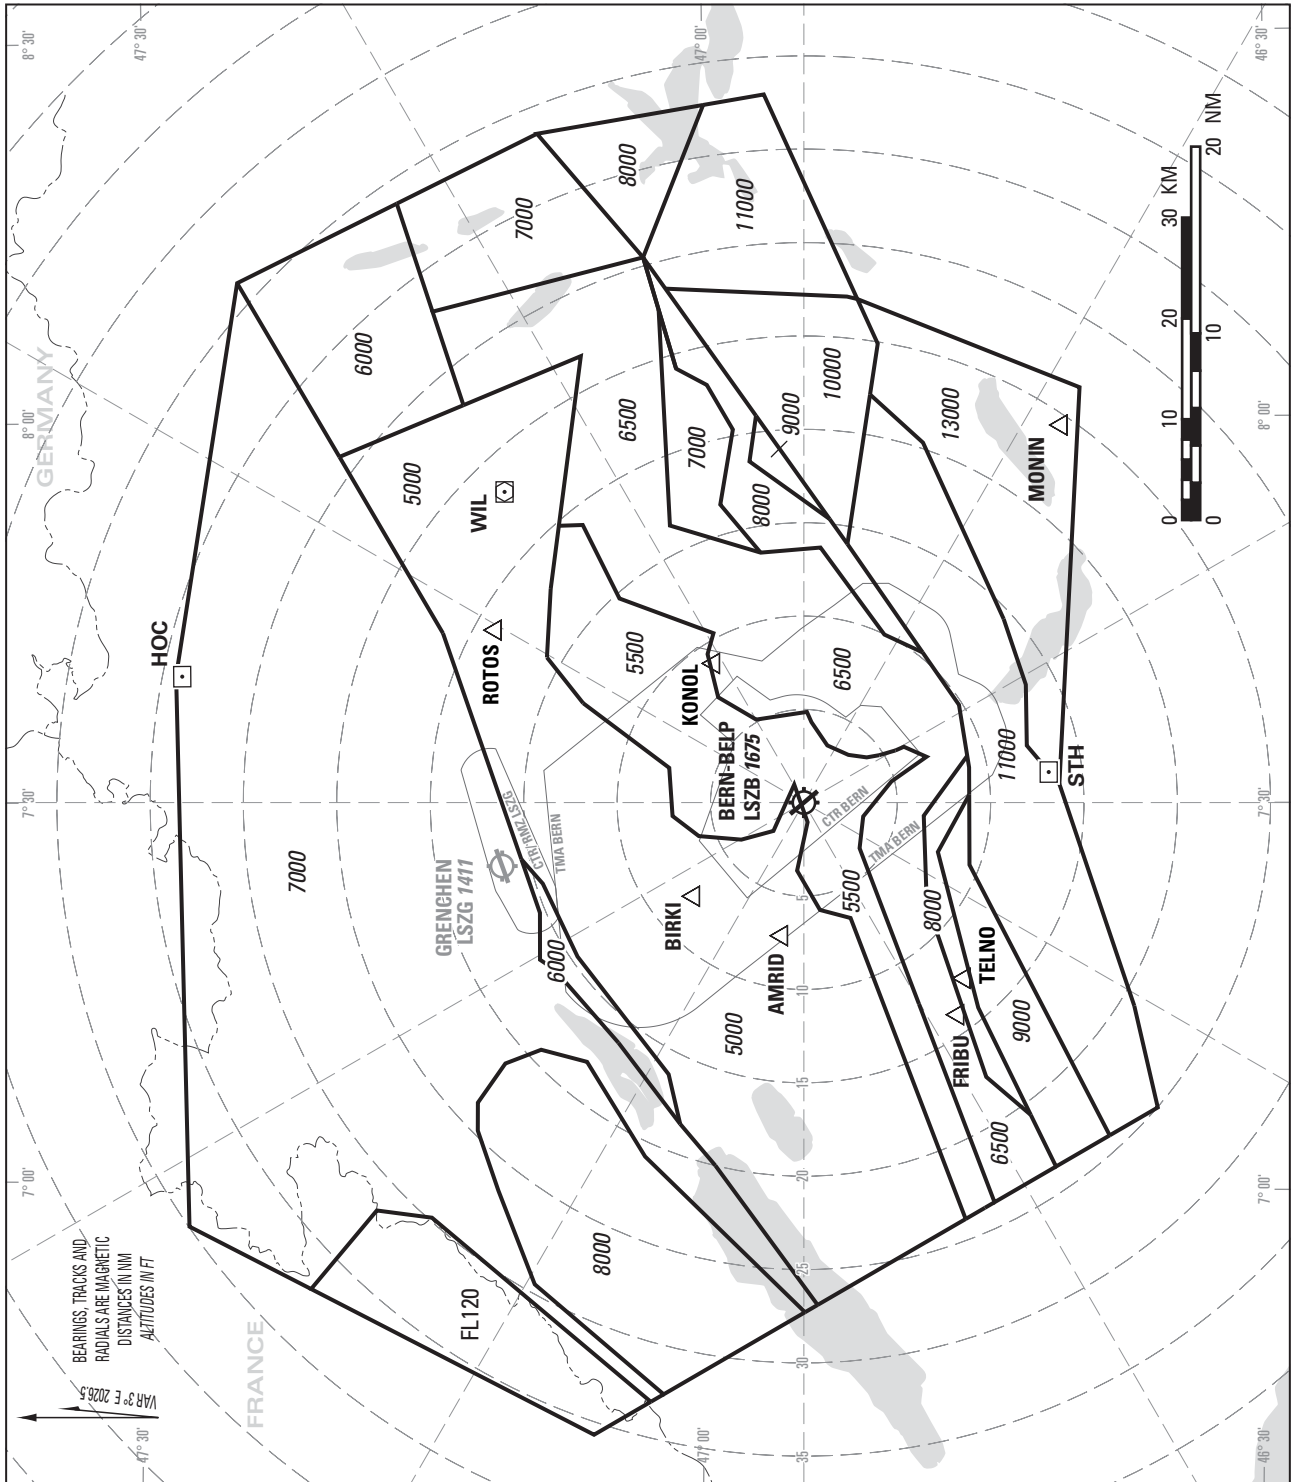 8° 30'
47° 30'
47° 00'
46° 30'
GERMANY
8° 00'
8° 00'
8000
7000
11000
6000
KM
NM
0
10
20
30
0
10
20
10000
9000
13000
6500
7000
5000
WIL
8000
MONIN
HOC
ROTOS
5500
KONOL
6500
7° 30'
7° 30'
BERN-BELP
LSZB 1675
CTR BERN
TMA BERN
11000
STH
CTR/RMZ LSZG
TMA BERN
GRENCHEN
LSZG 1411
7000
BIRKI
AMRID
5500
8000
TELNO
FRIBU
9000
6000
5000
5
10
15
20
25
30
35
6500
7° 00'
7° 00'
8000
FL120
FRANCE
BEARINGS, TRACKS AND
RADIALS ARE MAGNETIC
DISTANCES IN NM
ALTITUDES IN FT
VAR 3° E 2026.5
47° 30'
47° 00'
46° 30'